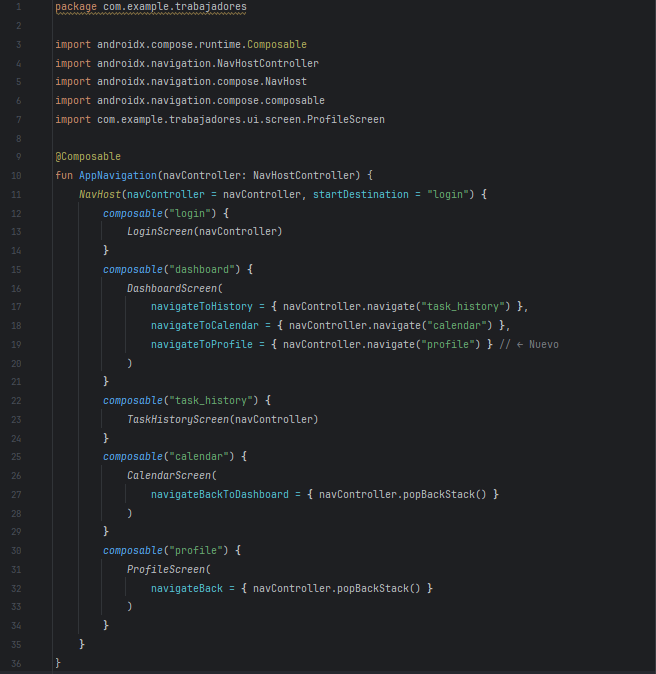 1 package com.example.trabajadores
2
3 import androidx.compose.runtime.Composable
4 import androidx.navigation.NavHostController
5 import androidx.navigation.compose.NavHost
6 import androidx.navigation.compose.composable
7 import com.example.trabajadores.ui.screen.ProfileScreen
8
9 @Composable
10 fun AppNavigation(navController: NavHostController) {
11     NavHost(navController = navController, startDestination = "login") {
12         composable("login") {
13             LoginScreen(navController)
14         }
15         composable("dashboard") {
16             DashboardScreen(
17                 navigateToHistory = { navController.navigate("task_history") },
18                 navigateToCalendar = { navController.navigate("calendar") },
19                 navigateToProfile = { navController.navigate("profile") } // ← Nuevo
20             )
21         }
22         composable("task_history") {
23             TaskHistoryScreen(navController)
24         }
25         composable("calendar") {
26             CalendarScreen(
27                 navigateBackToDashboard = { navController.popBackStack() }
28             )
29         }
30         composable("profile") {
31             ProfileScreen(
32                 navigateBack = { navController.popBackStack() }
33             )
34         }
35     }
36 }